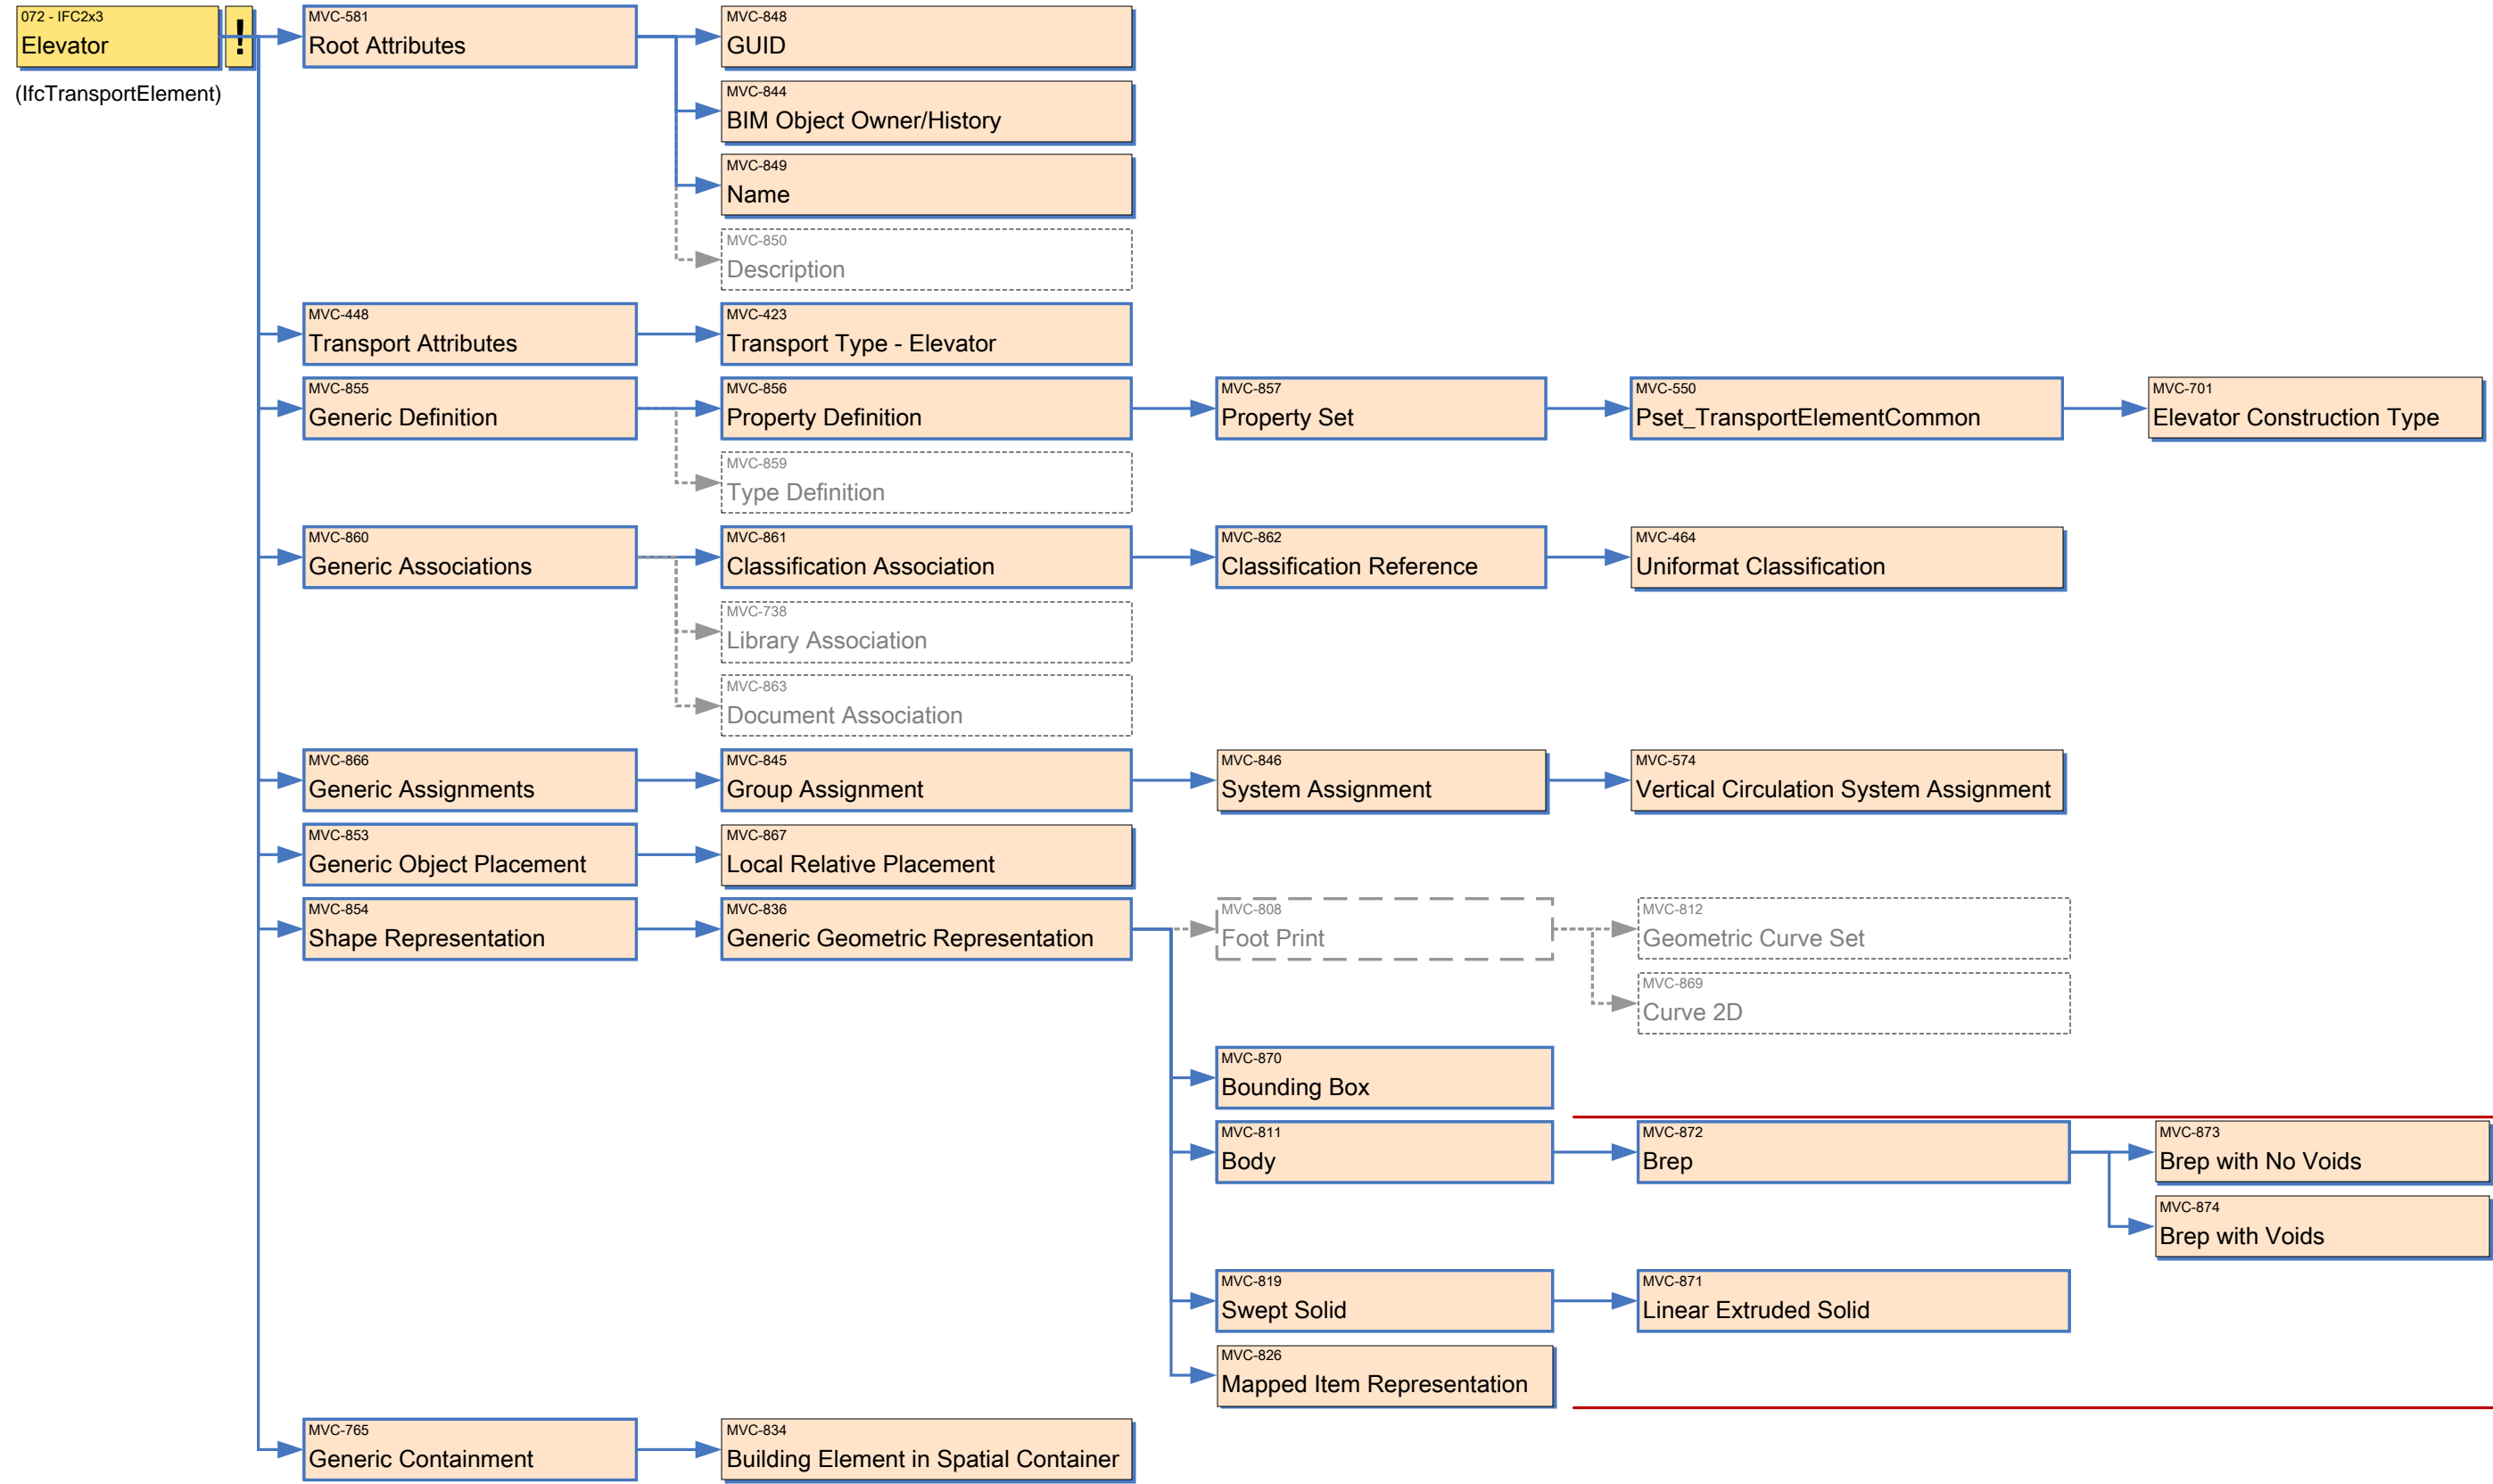 072 - IFC2x3
Elevator
!
(IfcTransportElement)
MVC-581
Root Attributes
MVC-848
GUID
MVC-844
BIM Object Owner/History
MVC-849
Name
MVC-850
Description
MVC-448
Transport Attributes
MVC-423
Transport Type - Elevator
MVC-855
Generic Definition
MVC-856
Property Definition
MVC-857
Property Set
MVC-550
Pset_TransportElementCommon
MVC-701
Elevator Construction Type
MVC-859
Type Definition
MVC-860
Generic Associations
MVC-861
Classification Association
MVC-862
Classification Reference
MVC-464
Uniformat Classification
MVC-738
Library Association
MVC-863
Document Association
MVC-866
Generic Assignments
MVC-845
Group Assignment
MVC-846
System Assignment
MVC-574
Vertical Circulation System Assignment
MVC-853
Generic Object Placement
MVC-867
Local Relative Placement
MVC-854
Shape Representation
MVC-836
Generic Geometric Representation
MVC-808
Foot Print
MVC-812
Geometric Curve Set
MVC-869
Curve 2D
MVC-870
Bounding Box
MVC-811
Body
MVC-872
Brep
MVC-873
Brep with No Voids
MVC-874
Brep with Voids
MVC-819
Swept Solid
MVC-871
Linear Extruded Solid
MVC-826
Mapped Item Representation
MVC-765
Generic Containment
MVC-834
Building Element in Spatial Container